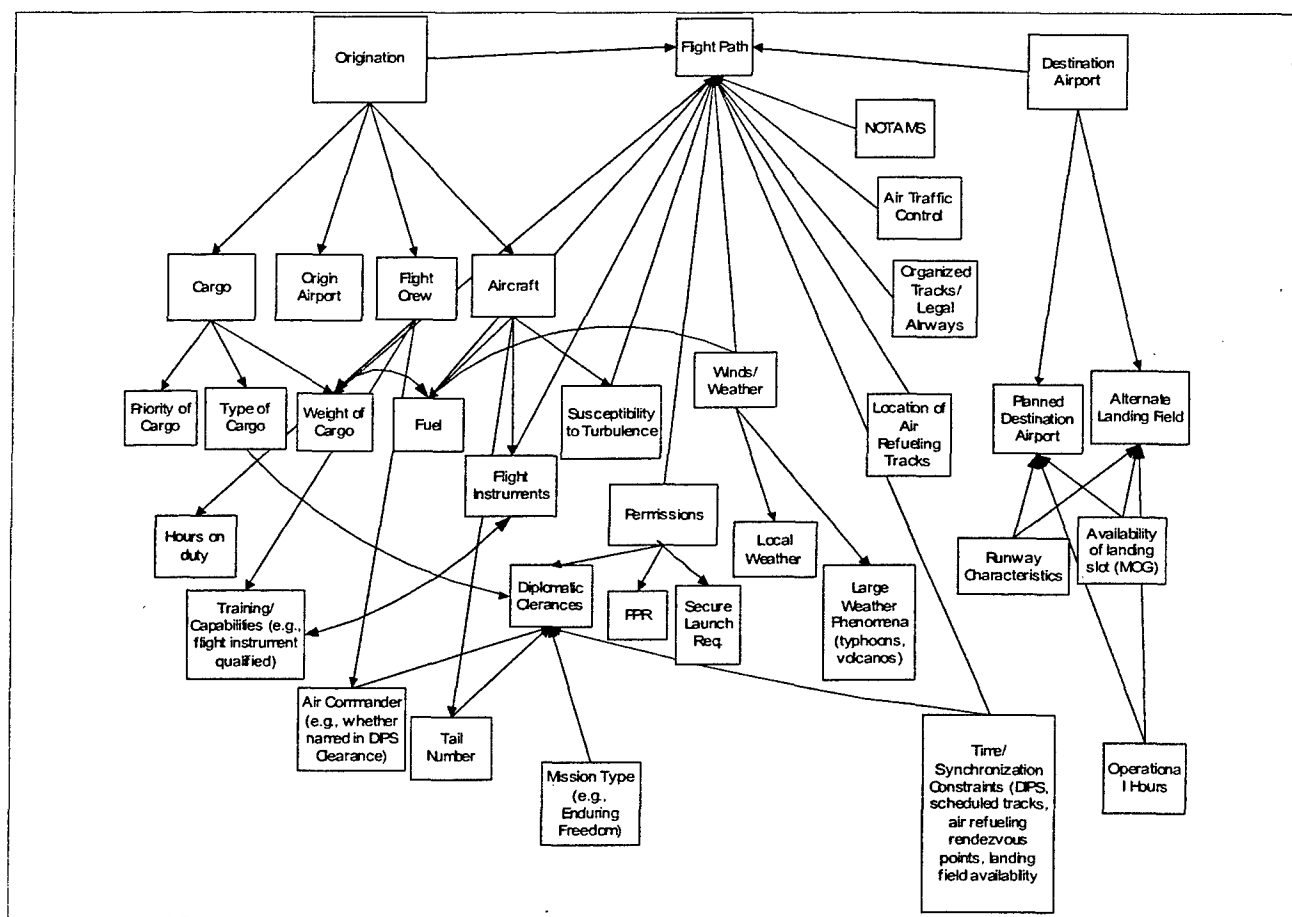 Origination
Flight Path
Destination
Airport
NOTAMS
Air Traffic
Control
Organized
Tracks/
Legal
Airways
Cargo
Origin
Airport
Flight
Crew
Aircraft
Priority of
Cargo
Type of
Cargo
Weight of
Cargo
Fuel
Susceptibility
to Turbulence
Winds/
Weather
Location of
Air
Refueling
Tracks
Planned
Destination
Airport
Alternate
Landing Field
Flight
Instruments
Permissions
Hours on
duty
Local
Weather
Runway
Characteristics
Availability
of landing
slot (MOG)
Training/
Capabilities (e.g.,
flight instrument
qualified)
Diplomatic
Clerances
PPR
Secure
Launch
Req.
Large
Weather
Phenomena
(typhoons,
volcanos)
Air Commander
(e.g., whether
named in DIPS
Clearance)
Tail
Number
Mission Type
(e.g.,
Enduring
Freedom)
Time/
Synchronization
Constraints (DIPS,
scheduled tracks,
air refueling
rendezvous
points, landing
field availability
Operationa
l Hours